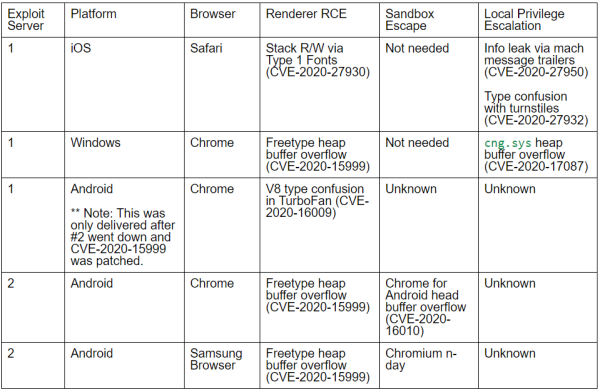 Exploit Server
Platform
Browser
Renderer RCE
Sandbox Escape
Local Privilege Escalation
1
iOS
Safari
Stack R/W via
Type 1 Fonts
(CVE-2020-27930)
Not needed
Info leak via mach
message trailers
(CVE-2020-27950)
Type confusion
with turnstiles
(CVE-2020-27932)
1
Windows
Chrome
Freetype heap
buffer overflow
(CVE-2020-15999)
Not needed
cng.sys heap
buffer overflow
(CVE-2020-17087)
1
Android
** Note: This was
only delivered after
#2 went down and
CVE-2020-15999
was patched.
Chrome
V8 type confusion
in TurboFan (CVE-
2020-16009)
Unknown
Unknown
2
Android
Chrome
Freetype heap
buffer overflow
(CVE-2020-15999)
Chrome for
Android head
buffer overflow
(CVE-2020-
16010)
Unknown
2
Android
Samsung
Browser
Freetype heap
buffer overflow
(CVE-2020-15999)
Chromium n-
day
Unknown